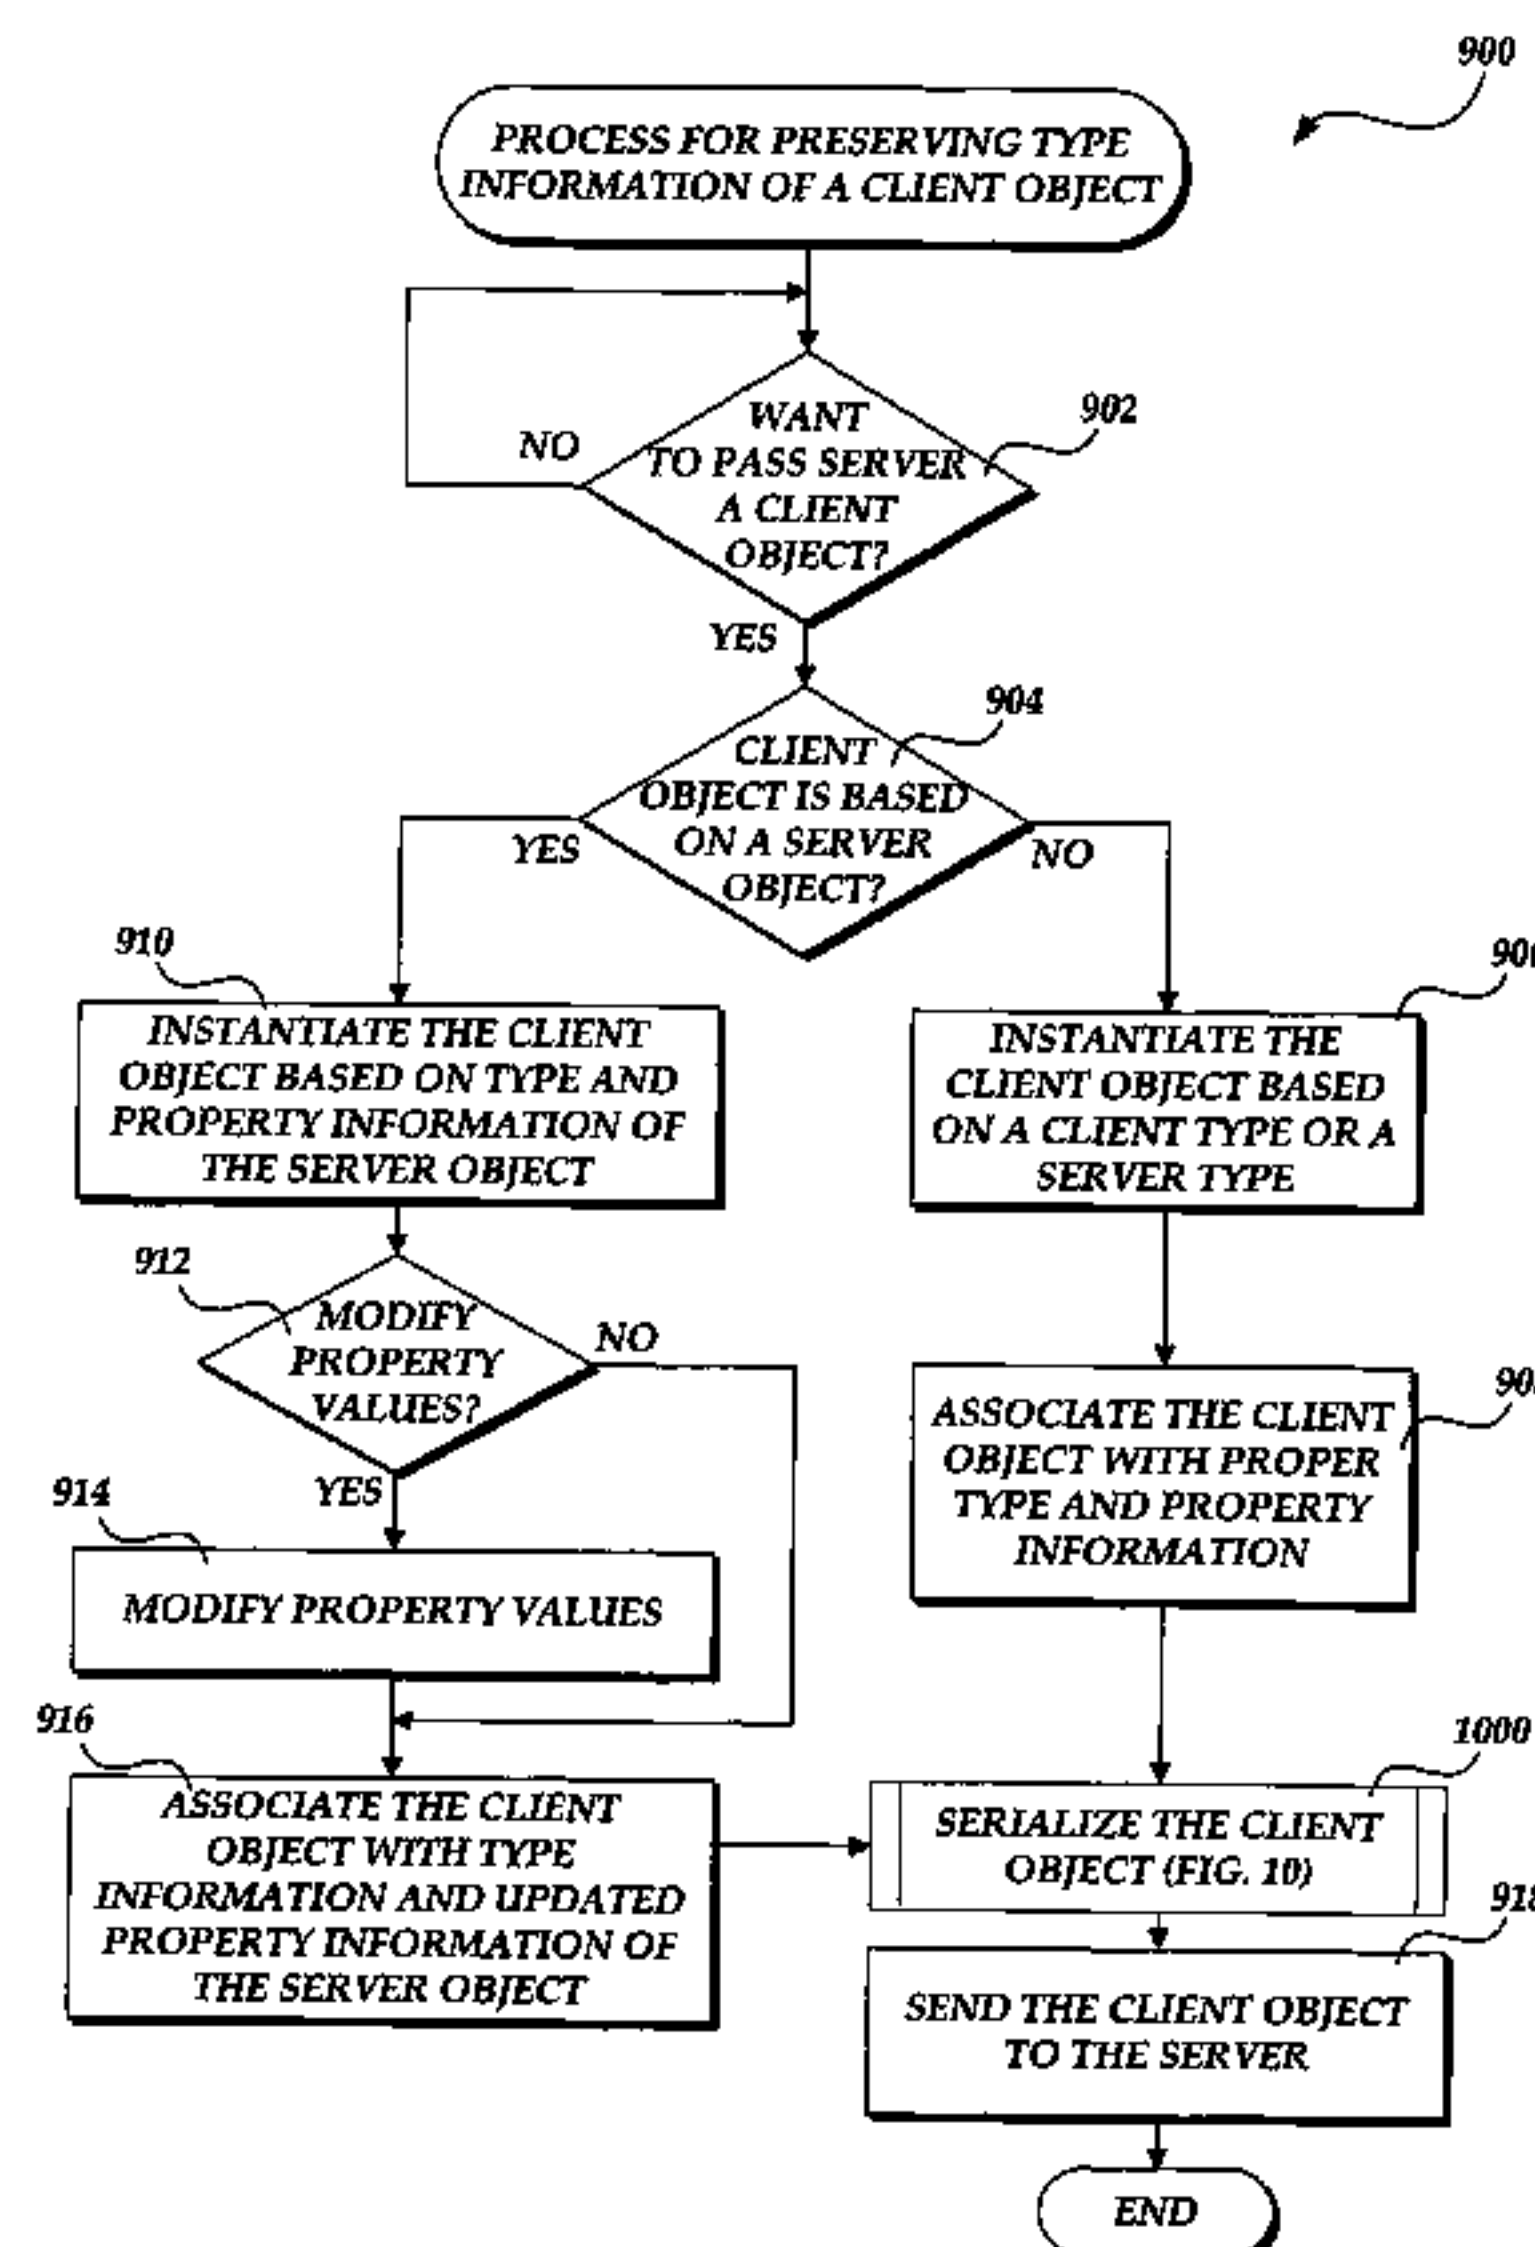 900
PROCESS FOR PRESERVING TYPE
INFORMATION OF A CLIENT OBJECT
902
WANT
TO PASS SERVER
A CLIENT
OBJECT?
NO
YES
904
CLIENT
OBJECT IS BASED
ON A SERVER
OBJECT?
YES
NO
910
INSTANTIATE THE CLIENT
OBJECT BASED ON TYPE AND
PROPERTY INFORMATION OF
THE SERVER OBJECT
INSTANTIATE THE
CLIENT OBJECT BASED
ON A CLIENT TYPE OR A
SERVER TYPE
912
MODIFY
PROPERTY
VALUES?
NO
YES
ASSOCIATE THE CLIENT
OBJECT WITH PROPER
TYPE AND PROPERTY
INFORMATION
914
MODIFY PROPERTY VALUES
916
ASSOCIATE THE CLIENT
OBJECT WITH TYPE
INFORMATION AND UPDATED
PROPERTY INFORMATION OF
THE SERVER OBJECT
1000
SERIALIZE THE CLIENT
OBJECT (FIG. 10)
918
SEND THE CLIENT OBJECT
TO THE SERVER
END